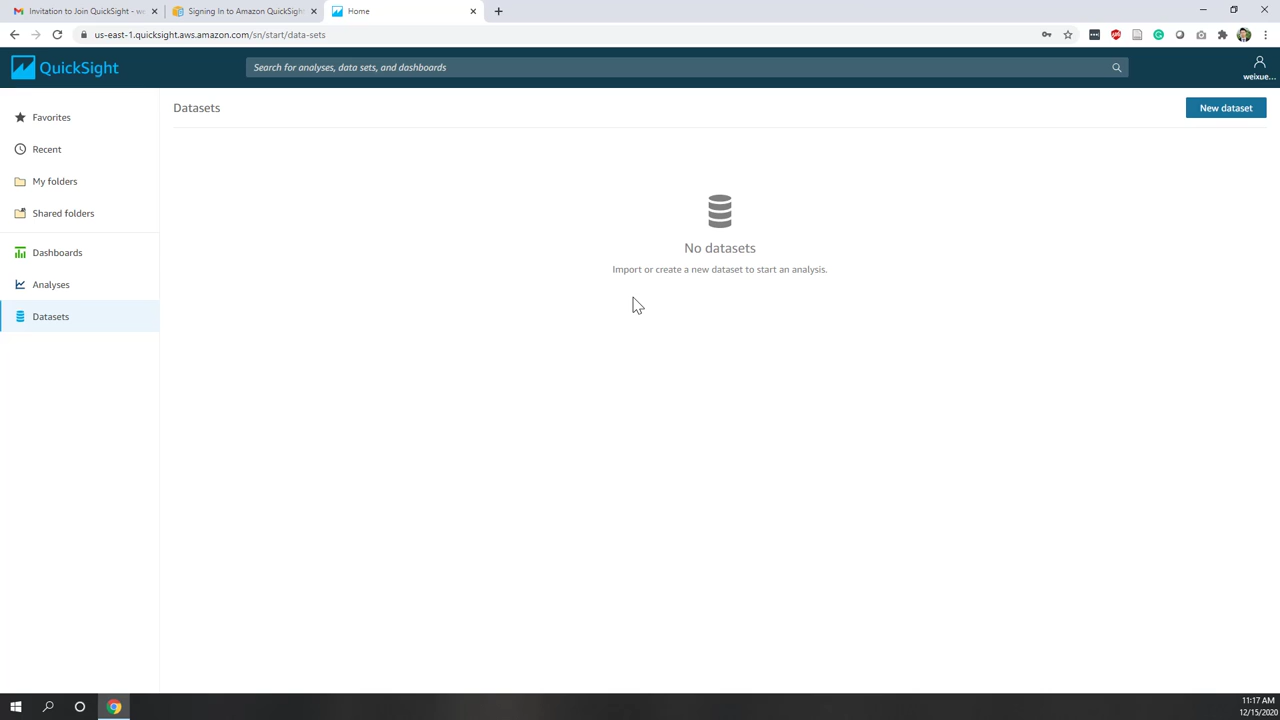 Invitation to Join QuickSight - we
Signing In to Amazon QuickSight
Home
us-east-1.quicksight.aws.amazon.com/sn/start/data-sets
QuickSight
Search for analyses, data sets, and dashboards
weixue...
Favorites
Recent
My folders
Shared folders
Dashboards
Analyses
Datasets
Datasets
New dataset
No datasets
Import or create a new dataset to start an analysis.
11:17 AM
12/15/2020